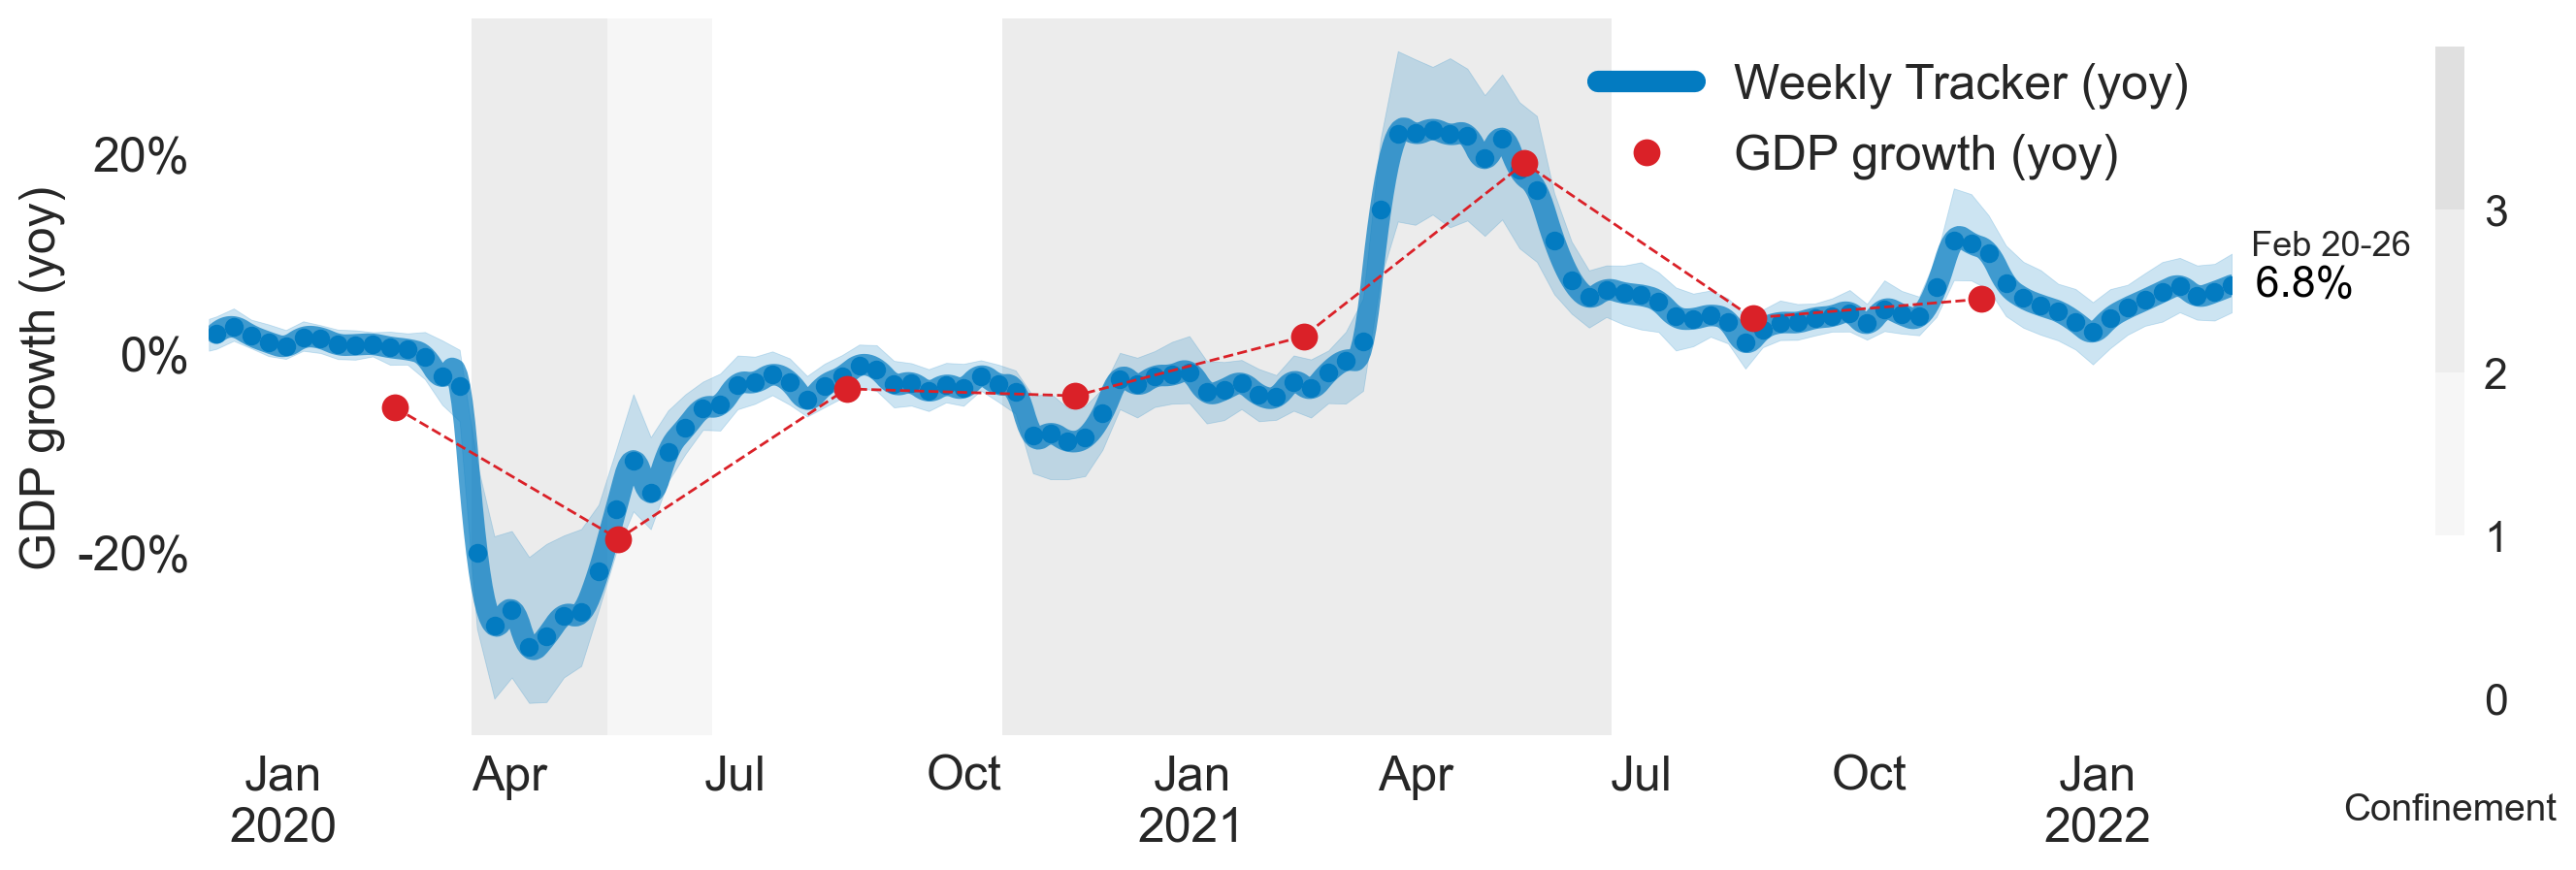 Weekly Tracker (yoy)
GDP growth (yoy)
GDP growth (yoy)
20%
0%
-20%
Feb 20-26
6.8%
3
2
1
0
Confinement
Jan Apr Jul Oct Jan Apr Jul Oct Jan
2020 2021 2022